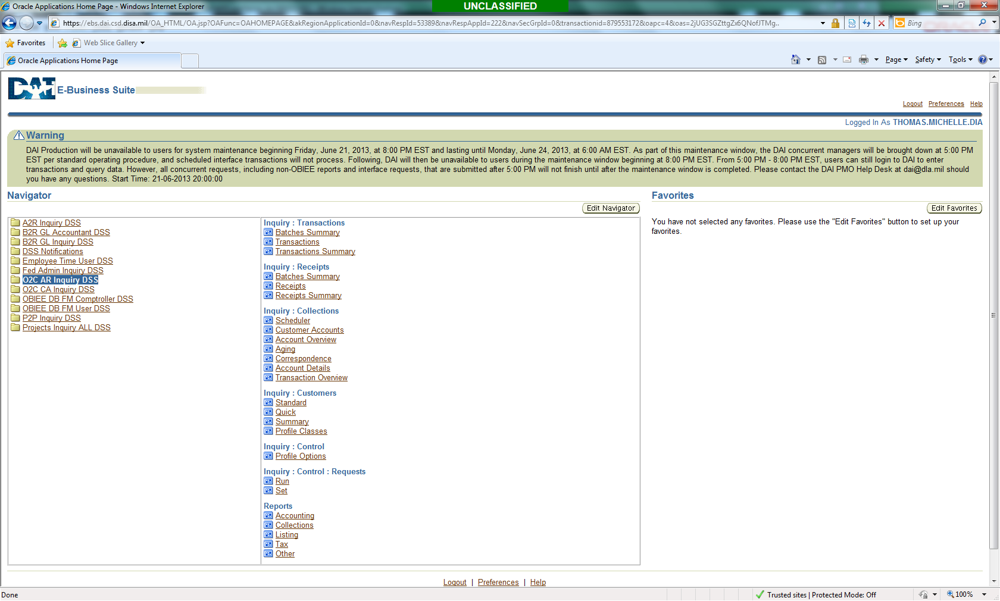 Oracle Applications Home Page - Windows Internet Explorer
UNCLASSIFIED
https://ebs.dai.csd.disa.mil/OA_HTML/OA.jsp?OAFunc=OAHOMEPAGE&akRegionApplicationId=0&navRespId=53389&navRespAppId=222&navSecGrpId=0&transactionid=879553172&oapc=4&oas=2jUG3SGZttgZx6QNofJTMg..
Bing
Favorites
Web Slice Gallery
Oracle Applications Home Page
Page Safety Tools
DAI E-Business Suite
Logout Preferences Help
Logged In As THOMAS.MICHELLE.DIA
Warning
DAI Production will be unavailable to users for system maintenance beginning Friday, June 21, 2013, at 8:00 PM EST and lasting until Monday, June 24, 2013, at 6:00 AM EST. As part of this maintenance window, the DAI concurrent managers will be brought down at 5:00 PM
EST per standard operating procedure, and scheduled interface transactions will not process. Following, DAI will then be unavailable to users during the maintenance window beginning at 8:00 PM EST. From 5:00 PM - 8:00 PM EST, users can still login to DAI to enter
transactions and query data. However, all concurrent requests, including non-OBIEE reports and interface requests, that are submitted after 5:00 PM will not finish until after the maintenance window is completed. Please contact the DAI PMO Help Desk at dai@dla.mil should
you have any questions. Start Time: 21-06-2013 20:00:00
Navigator
Edit Navigator
A2R Inquiry DSS
B2R GL Accountant DSS
B2R GL Inquiry DSS
DSS Notifications
Employee Time User DSS
Fed Admin Inquiry DSS
O2C AR Inquiry DSS
O2C CA Inquiry DSS
OBIEE DB FM Comptroller DSS
OBIEE DB FM User DSS
P2P Inquiry DSS
Projects Inquiry ALL DSS
Inquiry : Transactions
Batches Summary
Transactions
Transactions Summary
Inquiry : Receipts
Batches Summary
Receipts
Receipts Summary
Inquiry : Collections
Scheduler
Customer Accounts
Account Overview
Aging
Correspondence
Account Details
Transaction Overview
Inquiry : Customers
Standard
Quick
Summary
Profile Classes
Inquiry : Control
Profile Options
Inquiry : Control : Requests
Run
Set
Reports
Accounting
Collections
Listing
Tax
Other
Favorites
Edit Favorites
You have not selected any favorites. Please use the "Edit Favorites" button to set up your
favorites.
Logout | Preferences | Help
Done
Trusted sites | Protected Mode: Off
100%